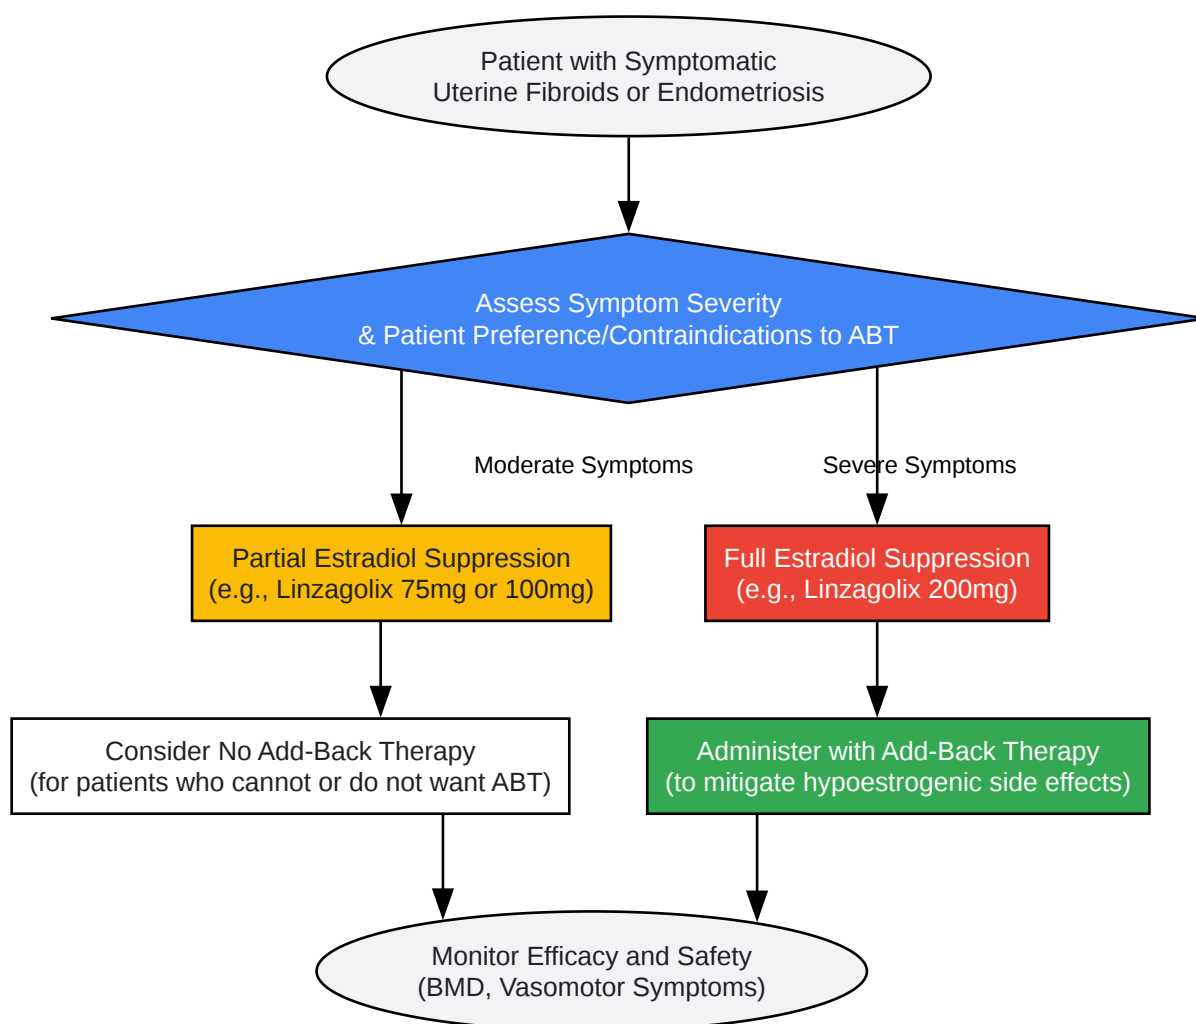 Patient with Symptomatic
Uterine Fibroids or Endometriosis
Assess Symptom Severity
& Patient Preference/Contraindications to ABT
Moderate Symptoms
Severe Symptoms
Partial Estradiol Suppression
(e.g., Linzagolix 75mg or 100mg)
Full Estradiol Suppression
(e.g., Linzagolix 200mg)
Consider No Add-Back Therapy
(for patients who cannot or do not want ABT)
Administer with Add-Back Therapy
(to mitigate hypoestrogenic side effects)
Monitor Efficacy and Safety
(BMD, Vasomotor Symptoms)